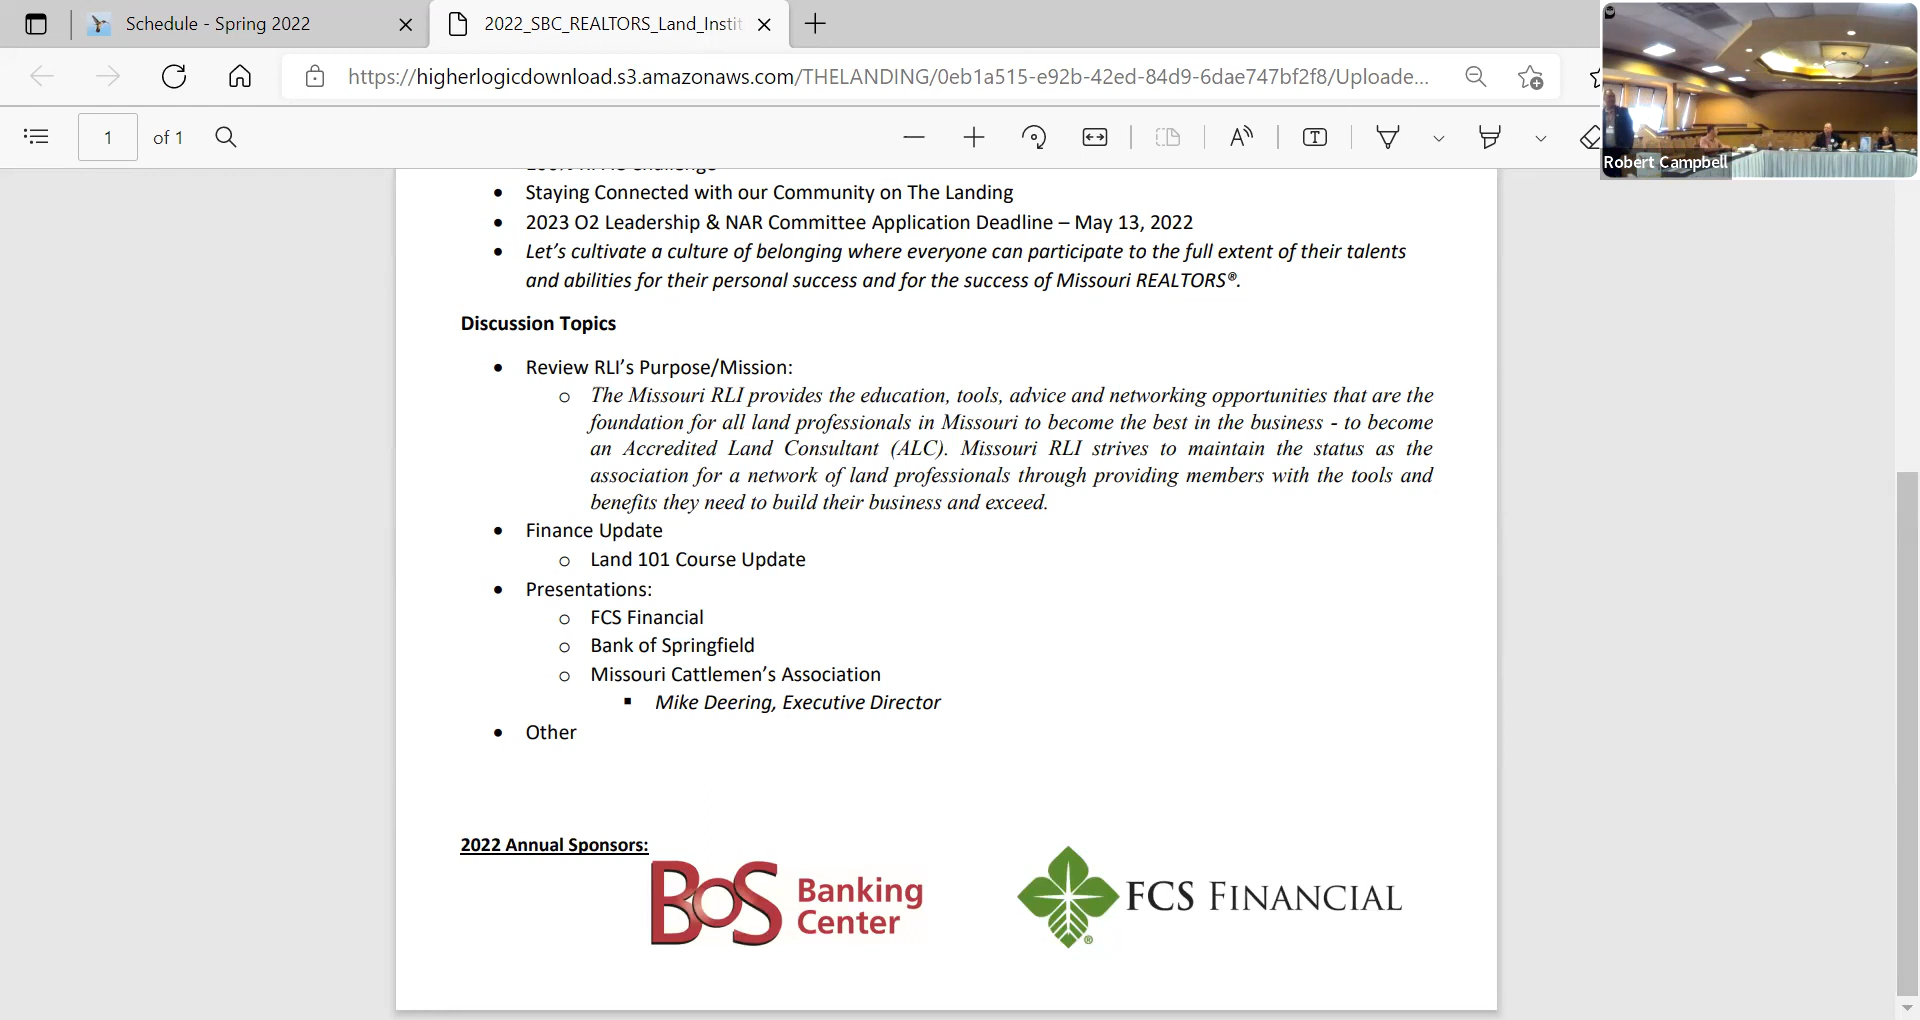 Schedule - Spring 2022
2022_SBC_REALTORS_Land_Instit
https://higherlogicdownload.s3.amazonaws.com/THELANDING/0eb1a515-e92b-42ed-84d9-6dae747bf2f8/Uploade...
1 of 1
Robert Campbell
• Staying Connected with our Community on The Landing
• 2023 O2 Leadership & NAR Committee Application Deadline – May 13, 2022
• Let’s cultivate a culture of belonging where everyone can participate to the full extent of their talents
and abilities for their personal success and for the success of Missouri REALTORS®.
Discussion Topics
• Review RLI’s Purpose/Mission:
o The Missouri RLI provides the education, tools, advice and networking opportunities that are the
foundation for all land professionals in Missouri to become the best in the business - to become
an Accredited Land Consultant (ALC). Missouri RLI strives to maintain the status as the
association for a network of land professionals through providing members with the tools and
benefits they need to build their business and exceed.
• Finance Update
o Land 101 Course Update
• Presentations:
o FCS Financial
o Bank of Springfield
o Missouri Cattlemen’s Association
▪ Mike Deering, Executive Director
• Other
2022 Annual Sponsors:
BOS Banking
Center
FCS FINANCIAL
®